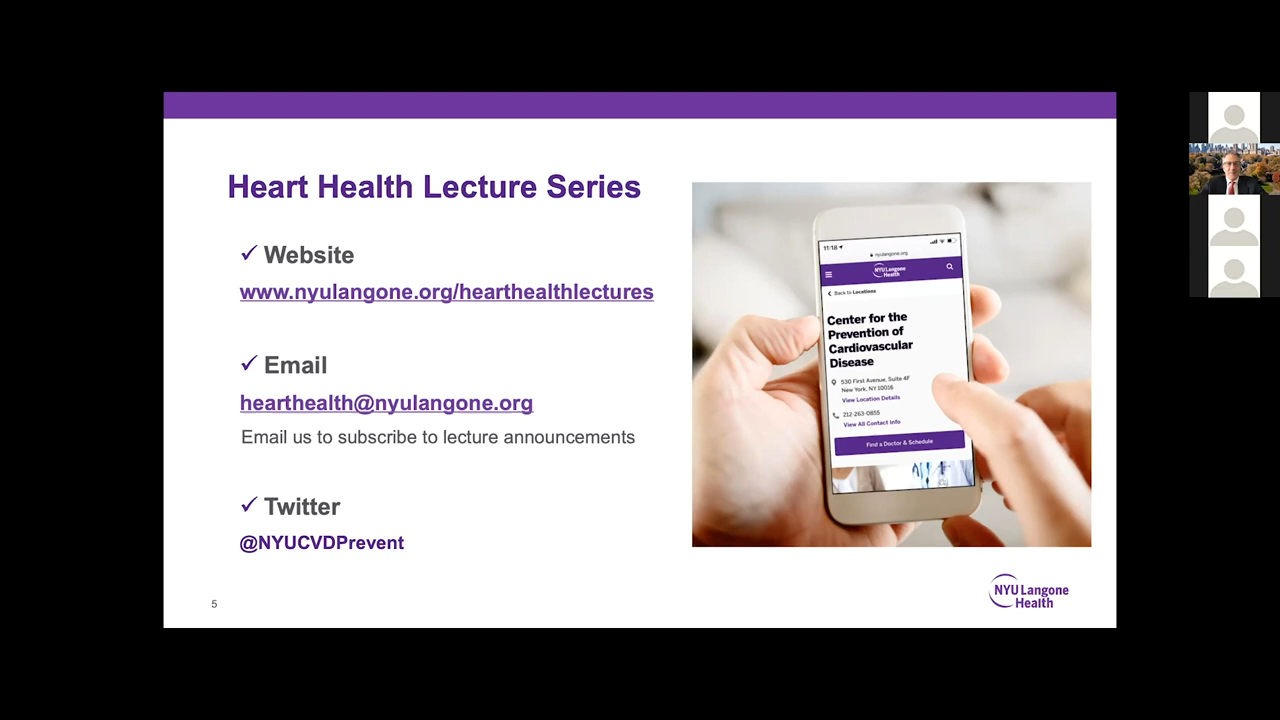 Heart Health Lecture Series
✓ Website
www.nyulangone.org/hearthealthlectures
✓ Email
hearthealth@nyulangone.org
Email us to subscribe to lecture announcements
✓ Twitter
@NYUCVDPrevent
5
11:18
nyulangone.org
NYU Langone
Health
Back to Locations
Center for the
Prevention of
Cardiovascular
Disease
530 First Avenue, Suite 4F
New York, NY 10016
View Location Details
212-263-0855
View All Contact Info
Find a Doctor & Schedule
NYU Langone
Health